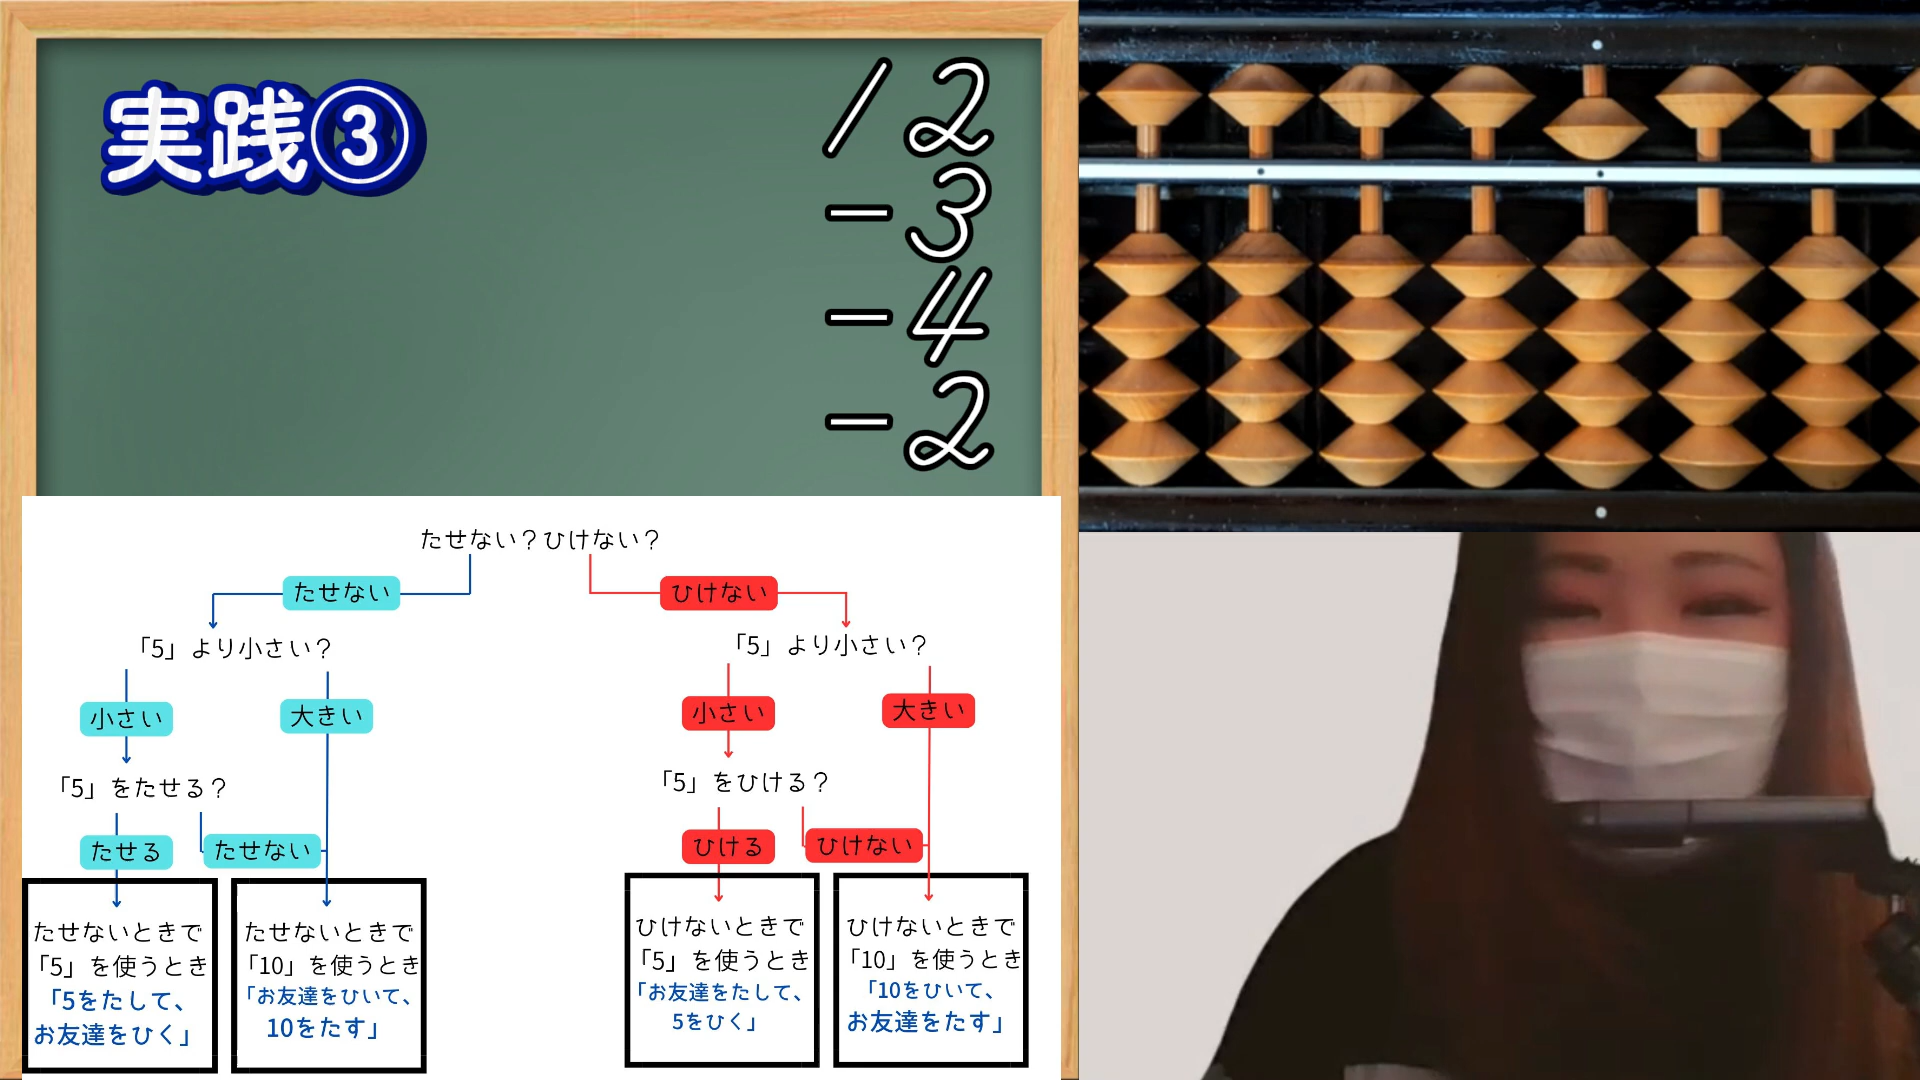 実践③
12
-3
-4
-2
たせない？ひけない？
たせない
ひけない
「5」より小さい？
「5」より小さい？
小さい
大きい
小さい
大きい
「5」をたせる？
「5」をひける？
たせる
たせない
ひける
ひけない
たせないときで
「5」を使うとき
「5をたして、
お友達をひく」
たせないときで
「10」を使うとき
「お友達をひいて、
10をたす」
ひけないときで
「5」を使うとき
「お友達をたして、
5をひく」
ひけないときで
「10」を使うとき
「10をひいて、
お友達をたす」